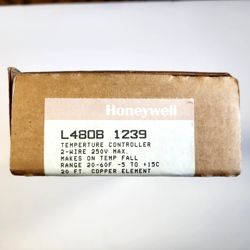 Honeywell
L480B 1239
TEMPERTURE CONTROLLER
2-WIRE 250V MAX.
MAKES ON TEMP FALL
RANGE 20-60F -5 TO +15C
20 FT. COPPER ELEMENT